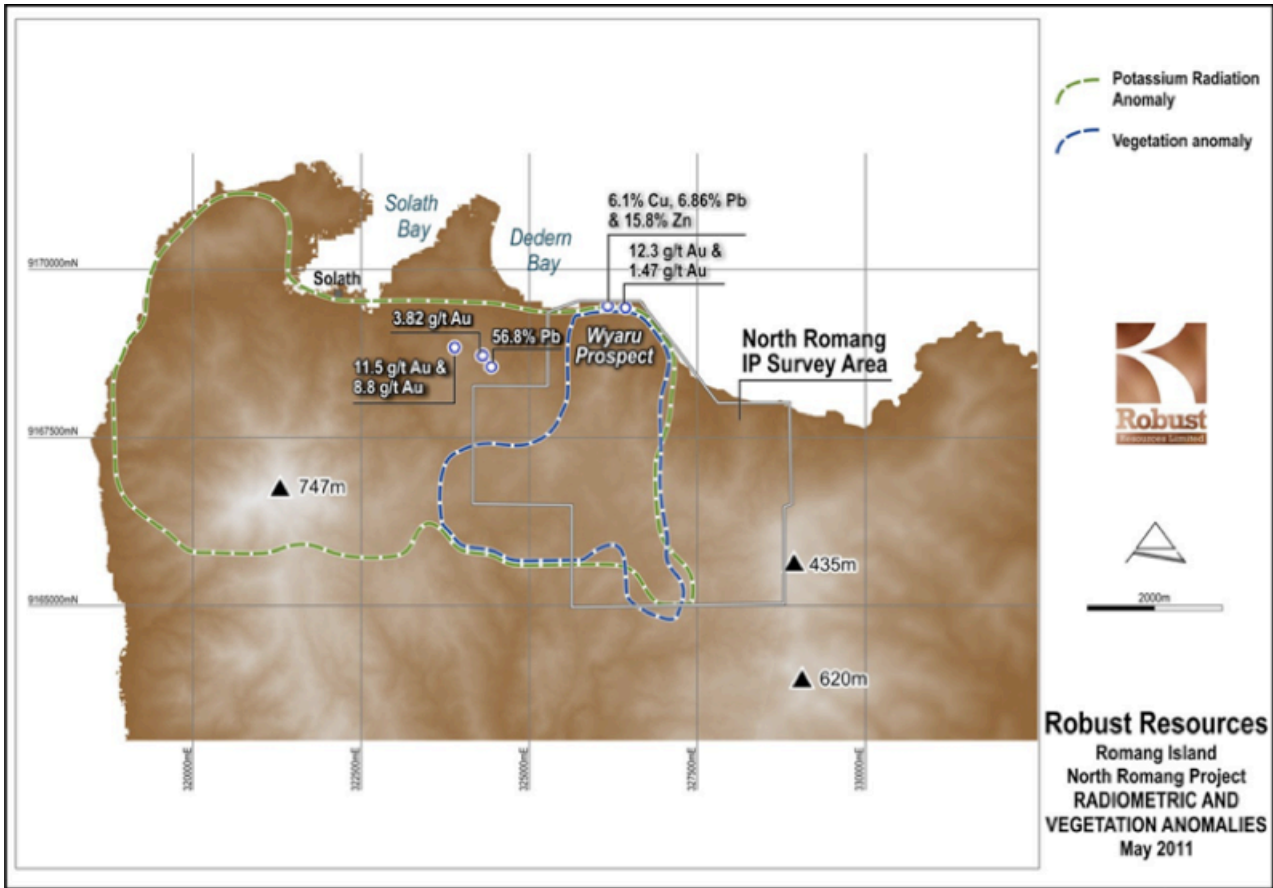 Potassium Radiation
Anomaly
Vegetation anomaly
Solath
Bay
Dedern
Bay
6.1% Cu, 6.86% Pb
& 15.8% Zn
12.3 g/t Au &
1.47 g/t Au
9170000mN
Solath
3.82 g/t Au
56.8% Pb
Wyaru
Prospect
11.5 g/t Au &
8.8 g/t Au
North Romang
IP Survey Area
Robust
Resources Limited
9167500mN
747m
435m
9165000mN
2000m
620m
320000mE
322500mE
325000mE
327500mE
330000mE
Robust Resources
Romang Island
North Romang Project
RADIOMETRIC AND
VEGETATION ANOMALIES
May 2011